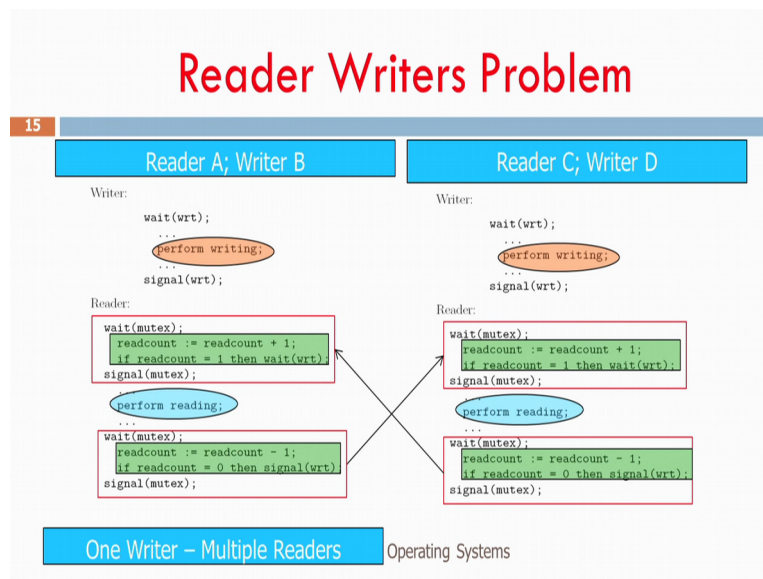 Reader Writers Problem
15
Reader A; Writer B
Writer:
wait(wrt);
...
perform writing;
...
signal(wrt);
Reader:
wait(mutex);
readcount := readcount + 1;
if readcount = 1 then wait(wrt);
signal(mutex);
...
perform reading;
...
wait(mutex);
readcount := readcount - 1;
if readcount = 0 then signal(wrt)
signal(mutex);
Reader C; Writer D
Writer:
wait(wrt);
...
perform writing;
...
signal(wrt);
Reader:
wait(mutex);
readcount := readcount + 1;
if readcount = 1 then wait(wrt);
signal(mutex);
...
perform reading;
...
wait(mutex);
readcount := readcount - 1;
if readcount = 0 then signal(wrt);
signal(mutex);
One Writer – Multiple Readers
Operating Systems